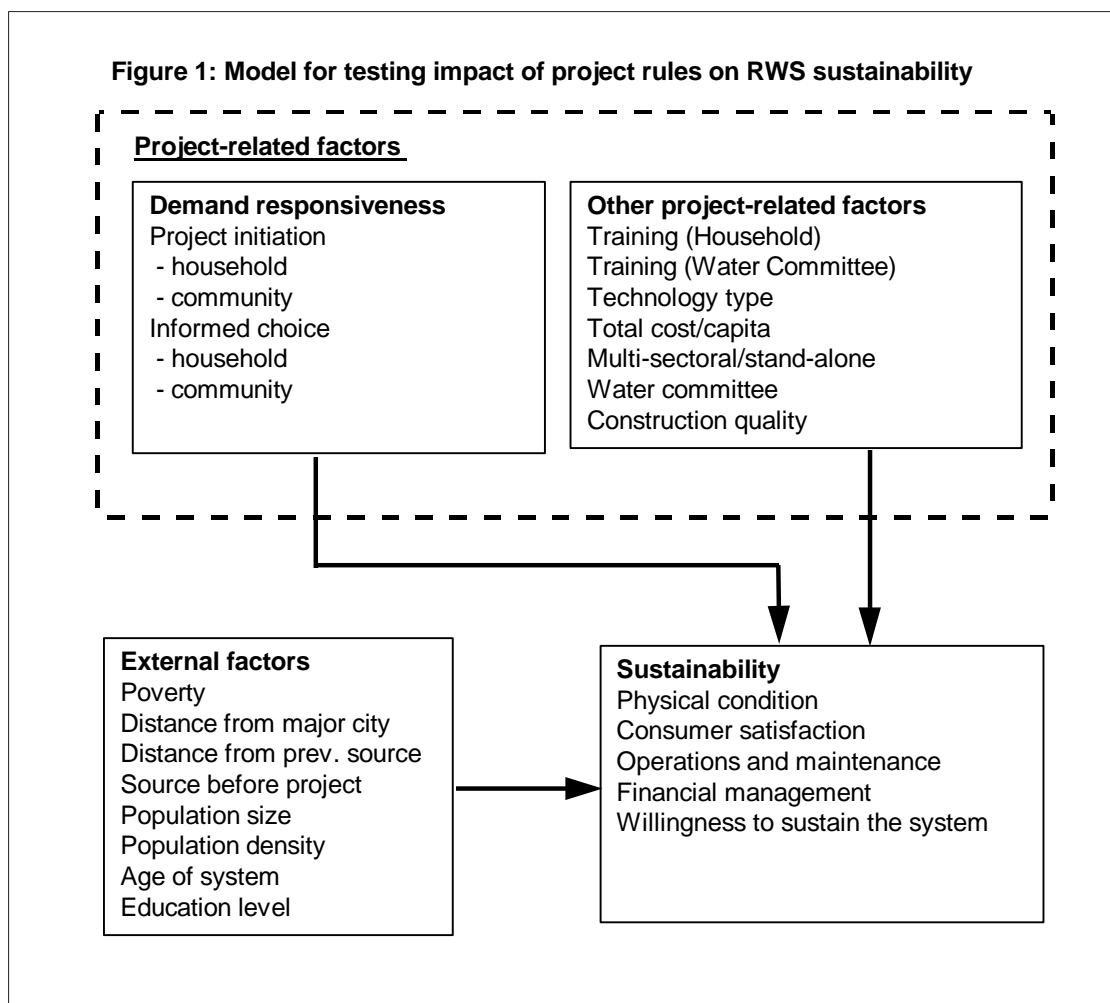 Figure 1: Model for testing impact of project rules on RWS sustainability
Project-related factors
Demand responsiveness
Project initiation
- household
- community
Informed choice
- household
- community
Other project-related factors
Training (Household)
Training (Water Committee)
Technology type
Total cost/capita
Multi-sectoral/stand-alone
Water committee
Construction quality
External factors
Poverty
Distance from major city
Distance from prev. source
Source before project
Population size
Population density
Age of system
Education level
Sustainability
Physical condition
Consumer satisfaction
Operations and maintenance
Financial management
Willingness to sustain the system